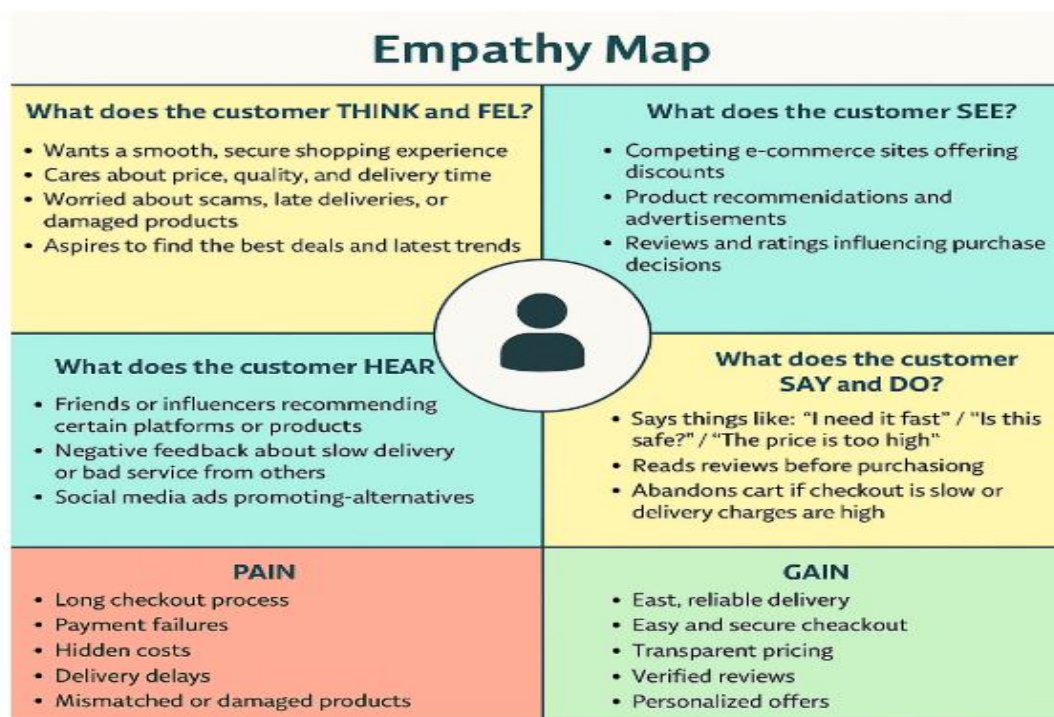 Empathy Map
What does the customer THINK and FEL?
• Wants a smooth, secure shopping experience
• Cares about price, quality, and delivery time
• Worried about scams, late deliveries, or
damaged products
• Aspires to find the best deals and latest trends
What does the customer SEE?
• Competing e-commerce sites offering
discounts
• Product recommenidations and
advertisements
• Reviews and ratings influencing purchase
decisions
What does the customer HEAR
• Friends or influencers recommending
certain platforms or products
• Negative feedback about slow delivery
or bad service from others
• Social media ads promoting-alternatives
What does the customer
SAY and DO?
• Says things like: “I need it fast” / "Is this
safe?” / “The price is too high"
• Reads reviews before purchasiong
• Abandons cart if checkout is slow or
delivery charges are high
PAIN
• Long checkout process
• Payment failures
• Hidden costs
• Delivery delays
• Mismatched or damaged products
GAIN
• East, reliable delivery
• Easy and secure cheackout
• Transparent pricing
• Verified reviews
• Personalized offers